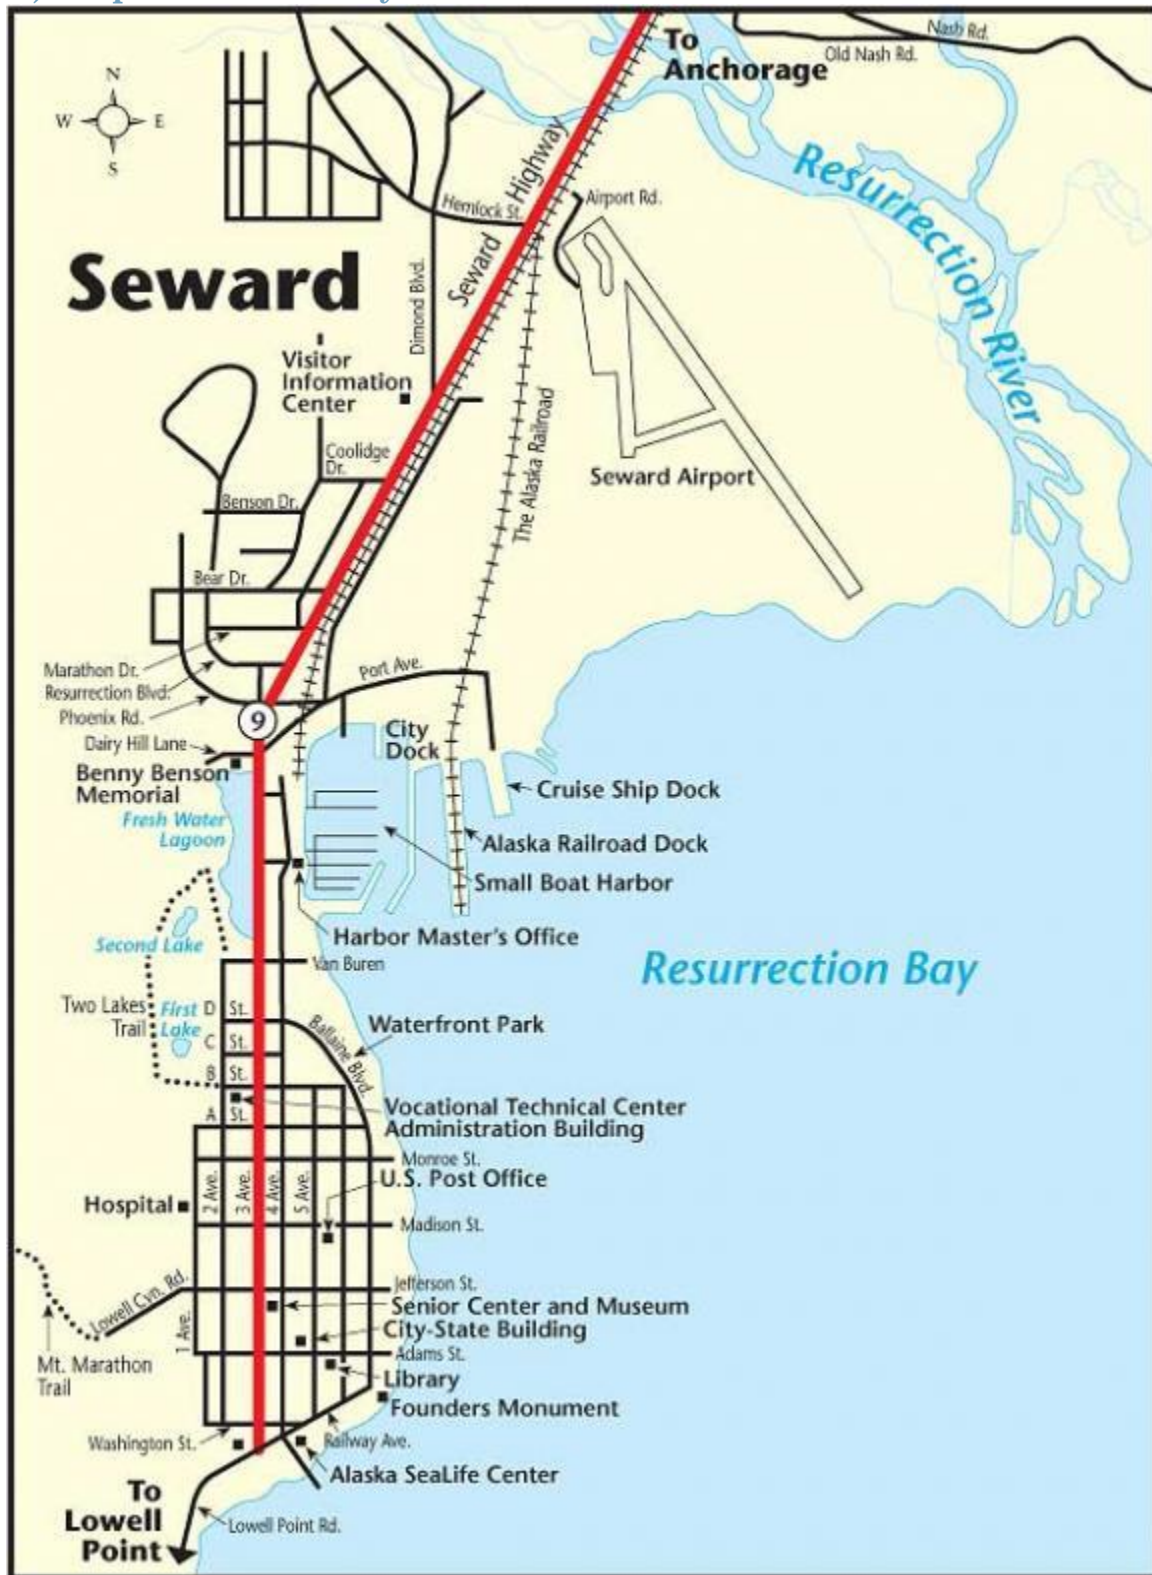 To
Anchorage
Nash Rd.
Old Nash Rd.
N
W
E
S
Resurrection River
Seward Highway
Airport Rd.
Hemlock St.
Seward
Dimond Blvd.
Visitor
Information
Center
The Alaska Railroad
Coolidge
Dr.
Seward Airport
Benson Dr.
Bear Dr.
Marathon Dr.
Resurrection Blvd.
Phoenix Rd.
Port Ave.
9
City
Dock
Dairy Hill Lane
Benny Benson
Memorial
Cruise Ship Dock
Fresh Water
Lagoon
Alaska Railroad Dock
Small Boat Harbor
Harbor Master's Office
Second Lake
Van Buren
Resurrection Bay
Two Lakes
Trail
First
Lake
D St.
C St.
B St.
A St.
Ballaine Blvd.
Waterfront Park
Vocational Technical Center
Administration Building
Monroe St.
U.S. Post Office
Hospital
2 Ave.
3 Ave.
4 Ave.
5 Ave.
Madison St.
Jefferson St.
Lowell Cyn. Rd.
Senior Center and Museum
City-State Building
1 Ave.
Adams St.
Mt. Marathon
Trail
Library
Founders Monument
Washington St.
Railway Ave.
Alaska SeaLife Center
To
Lowell
Point
Lowell Point Rd.